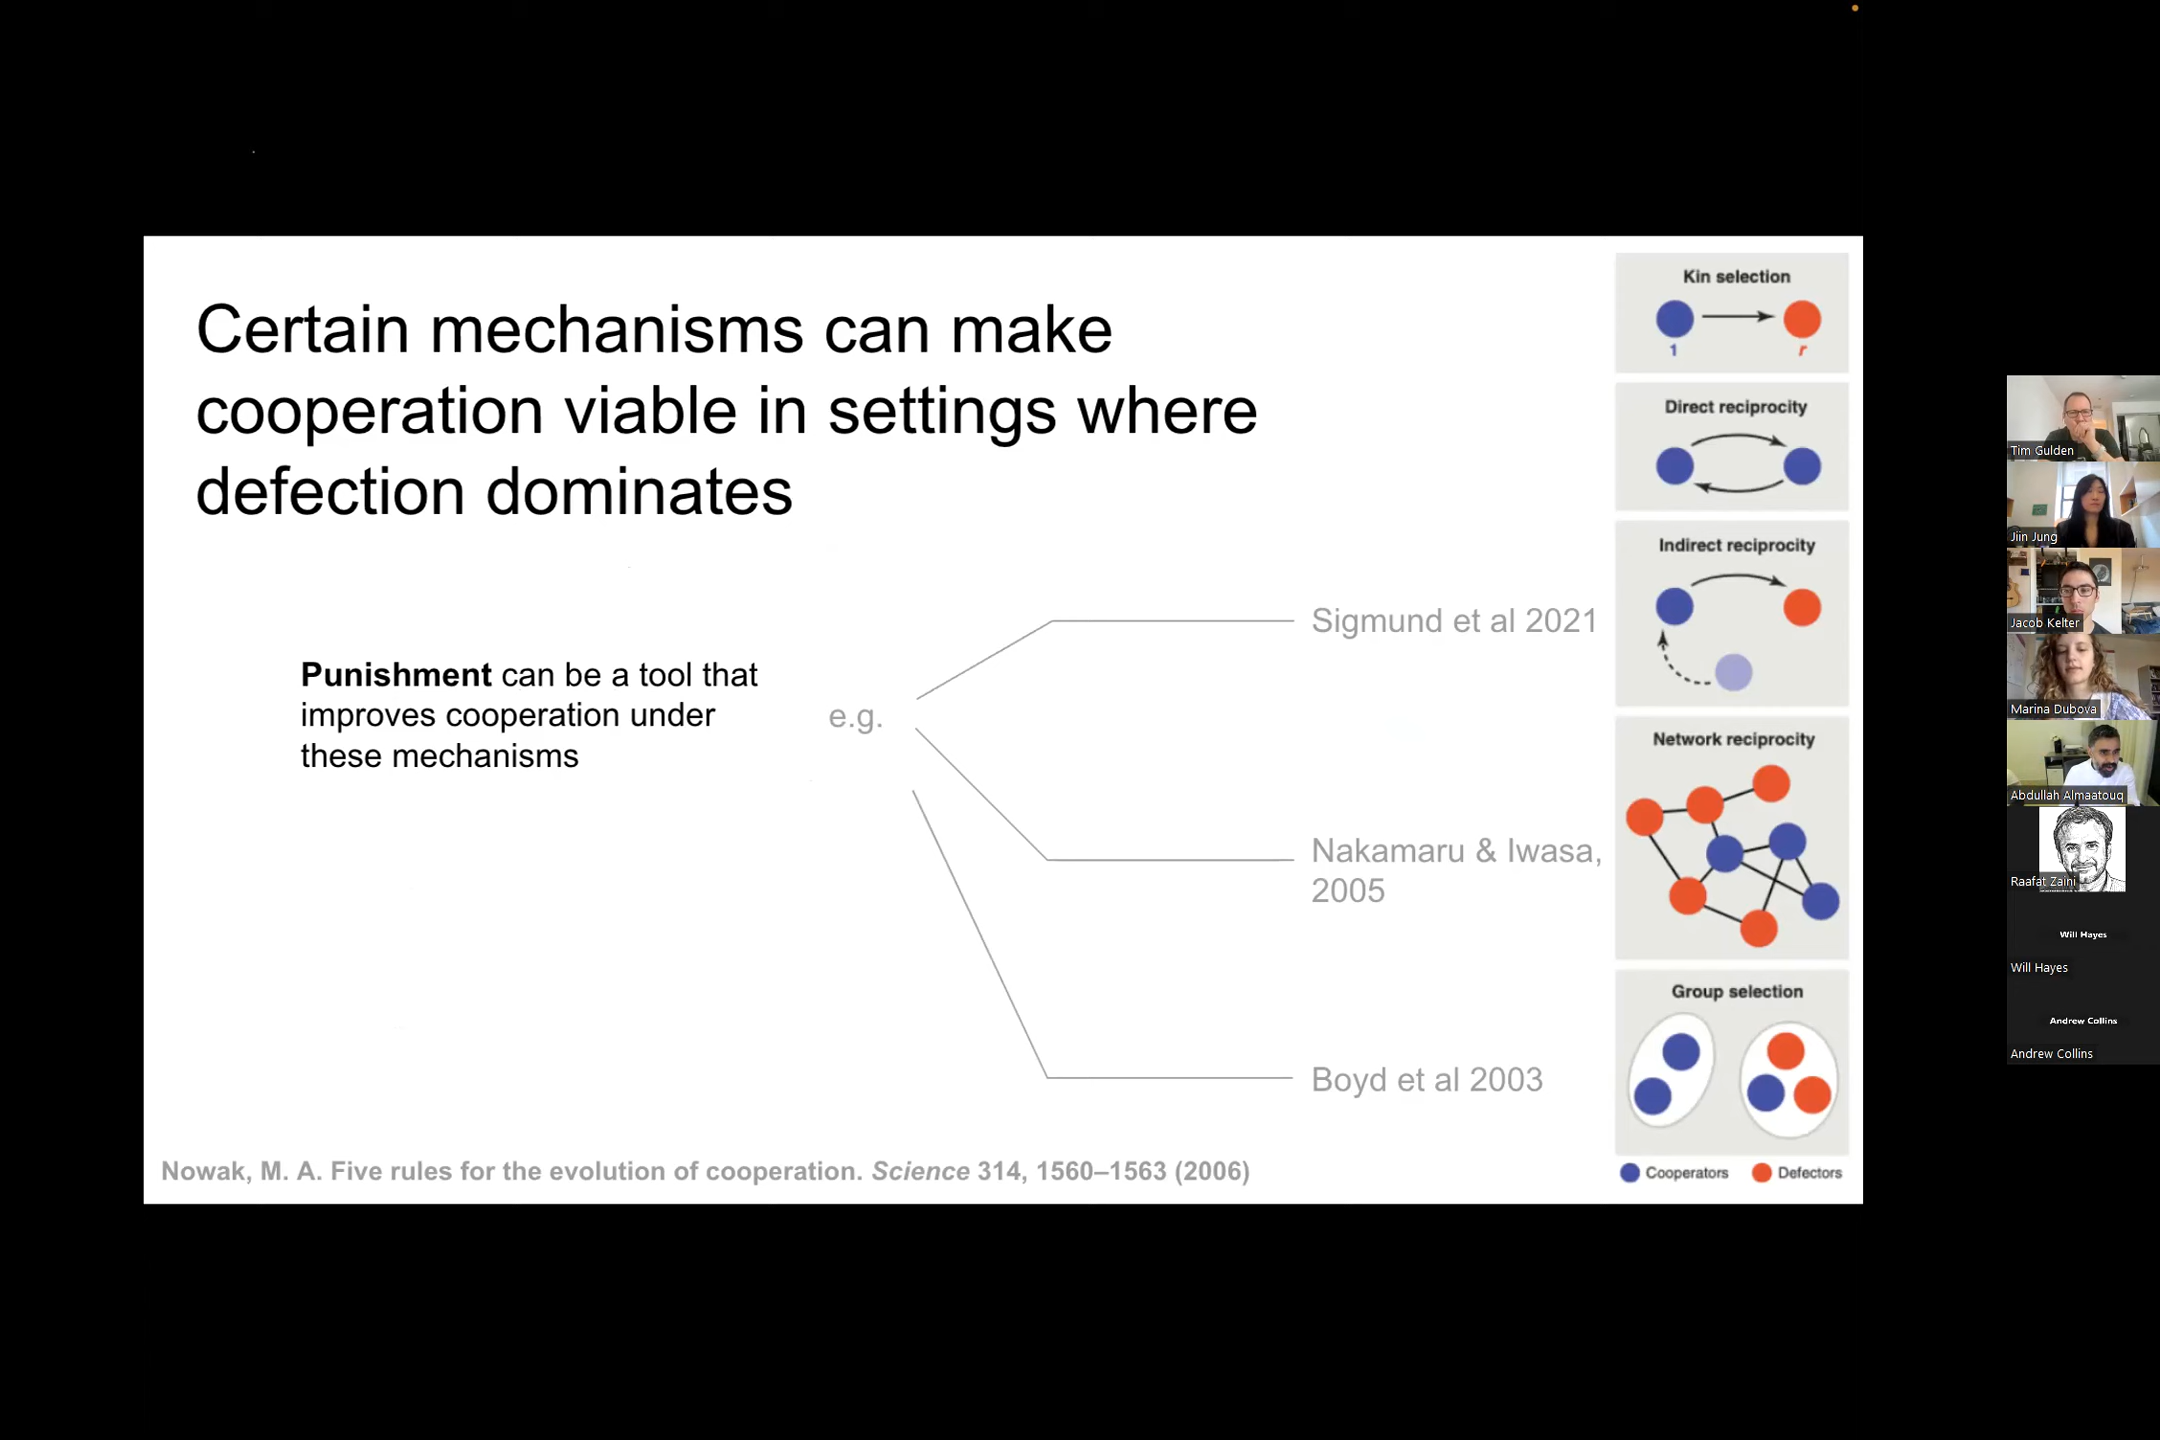 Certain mechanisms can make
cooperation viable in settings where
defection dominates
Punishment can be a tool that
improves cooperation under
these mechanisms
e.g.
Sigmund et al 2021
Nakamaru & Iwasa,
2005
Boyd et al 2003
Nowak, M. A. Five rules for the evolution of cooperation. Science 314, 1560–1563 (2006)
Kin selection
1
r
Direct reciprocity
Indirect reciprocity
Network reciprocity
Group selection
Cooperators
Defectors
Tim Gulden
Jiin Jung
Jacob Kelter
Marina Dubova
Abdullah Almaatouq
Raafat Zaini
Will Hayes
Will Hayes
Andrew Collins
Andrew Collins